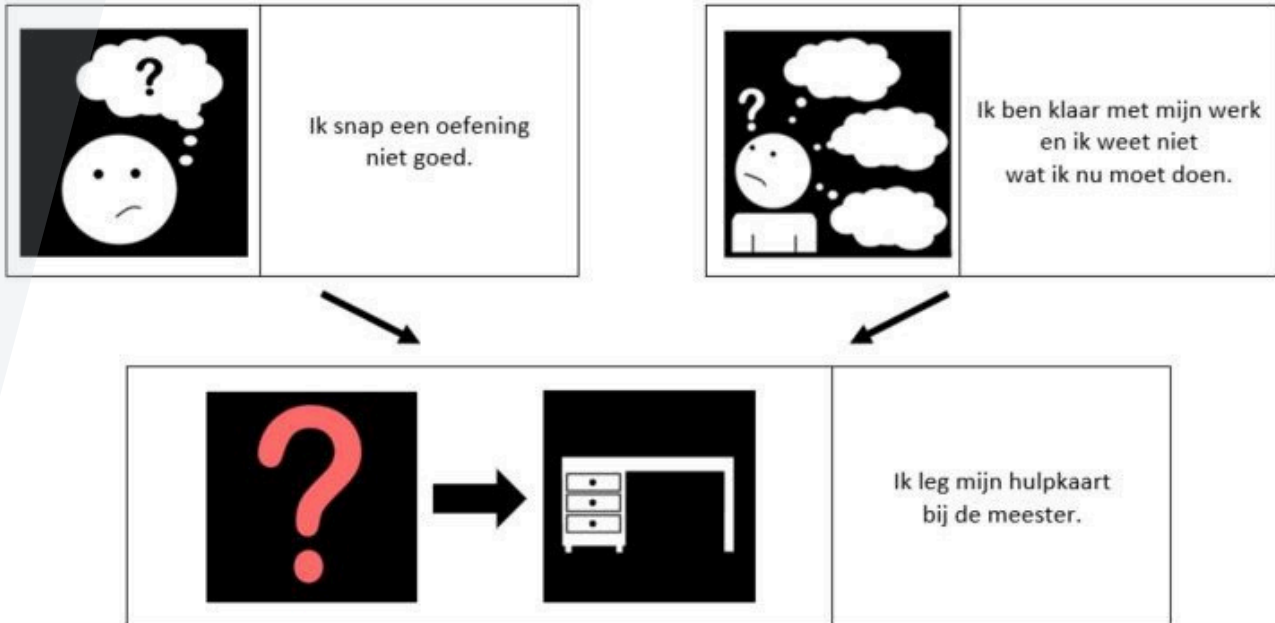 ?
Ik snap een oefening
niet goed.
?
Ik ben klaar met mijn werk
en ik weet niet
wat ik nu moet doen.
?
Ik leg mijn hulpkaart
bij de meester.